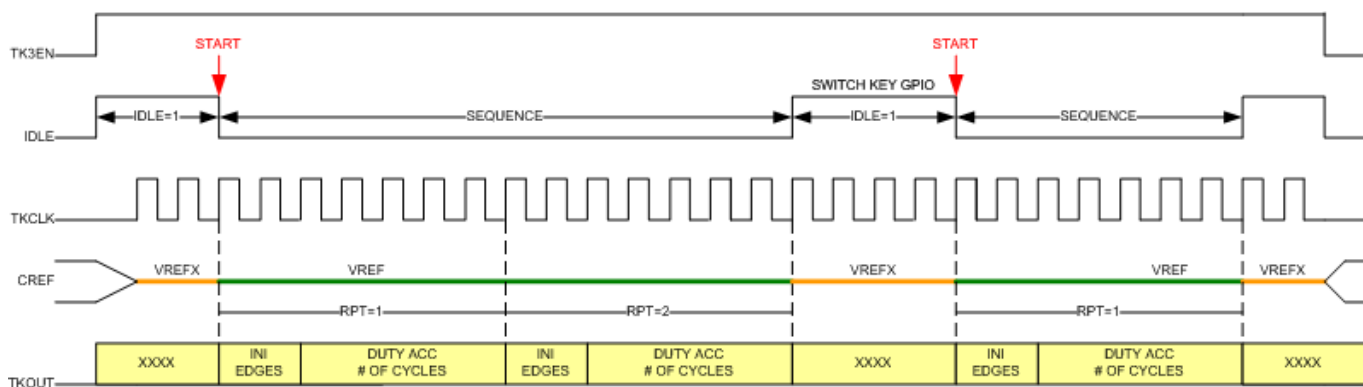 TK3EN
START
START
SWITCH KEY GPIO
IDLE=1
SEQUENCE
IDLE=1
SEQUENCE
IDLE
TKCLK
VREFX
VREF
VREFX
VREF
VREFX
CREF
RPT=1
RPT=2
RPT=1
XXXX
INI
EDGES
DUTY ACC
# OF CYCLES
INI
EDGES
DUTY ACC
# OF CYCLES
XXXX
INI
EDGES
DUTY ACC
# OF CYCLES
XXXX
TKOUT